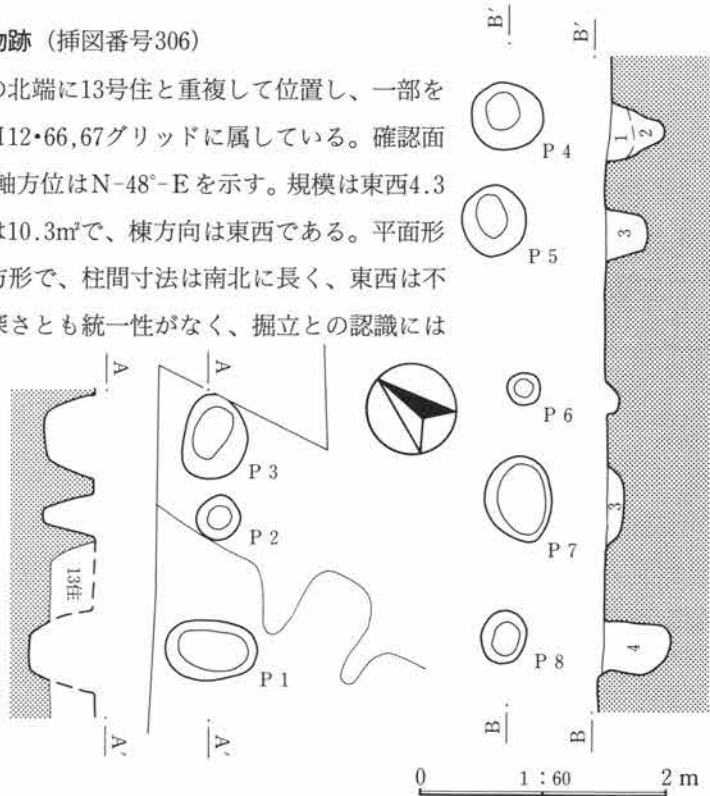 物跡（挿図番号306）
の北端に13号住と重複して位置し、一部を
12•66,67グリッドに属している。確認面
軸方位はN-48°-Eを示す。規模は東西4.3
は10.3㎡で、棟方向は東西である。平面形
方形で、柱間寸法は南北に長く、東西は不
深さとも統一性がなく、掘立との認識には
B′
B′
P 4
1
2
P 5
3
A
A
P 3
P 6
P 2
P 7
3
13住
P 1
P 8
4
A′
A′
B
B
0 1：60 2 m